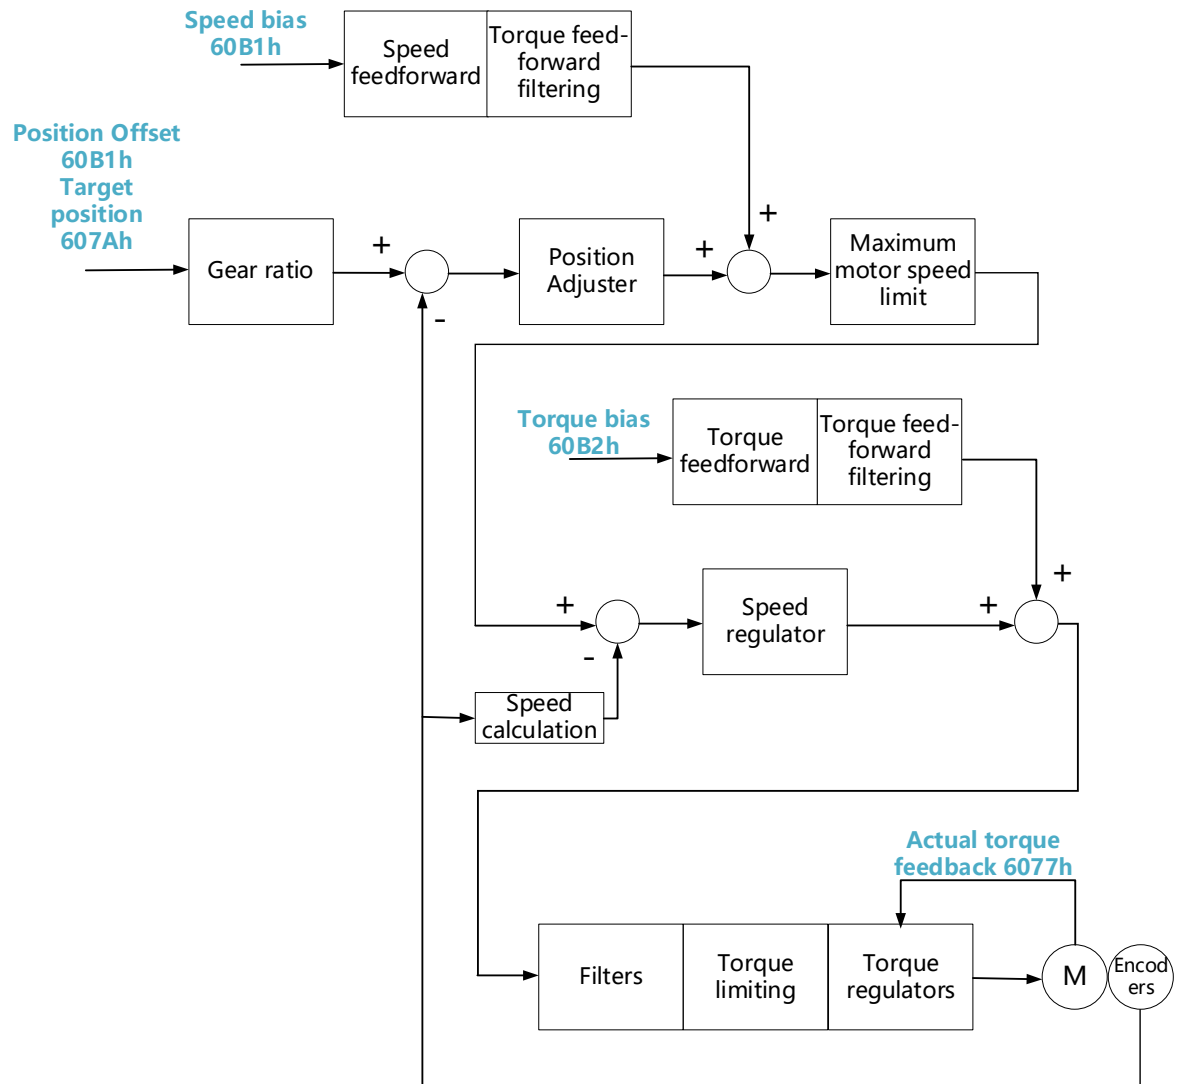 Speed bias
60B1h
Speed
feedforward
Torque feed-
forward
filtering
Position Offset
60B1h
Target
position
607Ah
Gear ratio
+
-
Position
Adjuster
+
+
Maximum
motor speed
limit
Torque bias
60B2h
Torque
feedforward
Torque feed-
forward
filtering
+
-
Speed
regulator
+
+
Speed
calculation
Actual torque
feedback 6077h
Filters
Torque
limiting
Torque
regulators
M
Encod
ers